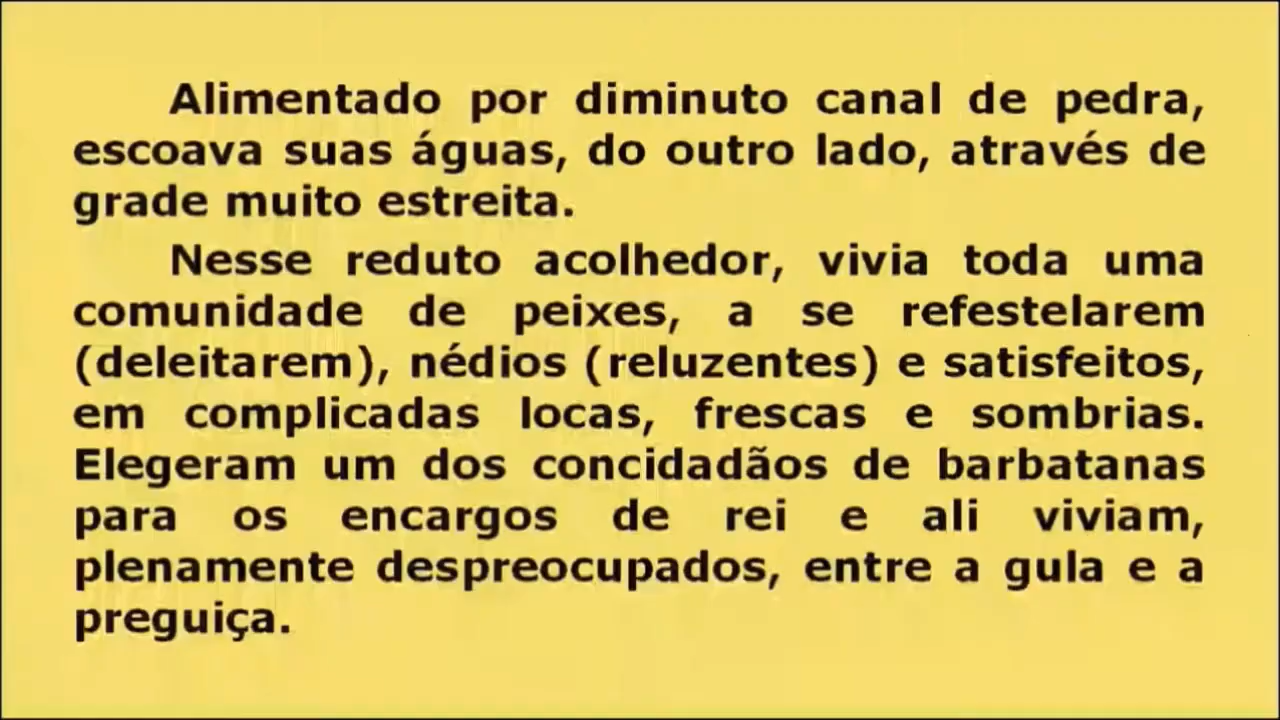 Alimentado por diminuto canal de pedra,
escoava suas águas, do outro lado, através de
grade muito estreita.
Nesse reduto acolhedor, vivia toda uma
comunidade de peixes, a se refestelarem
(deleitarem), nédios (reluzentes) e satisfeitos,
em complicadas locas, frescas e sombrias.
Elegeram um dos concidadãos de barbatanas
para os encargos de rei e ali viviam,
plenamente despreocupados, entre a gula e a
preguiça.